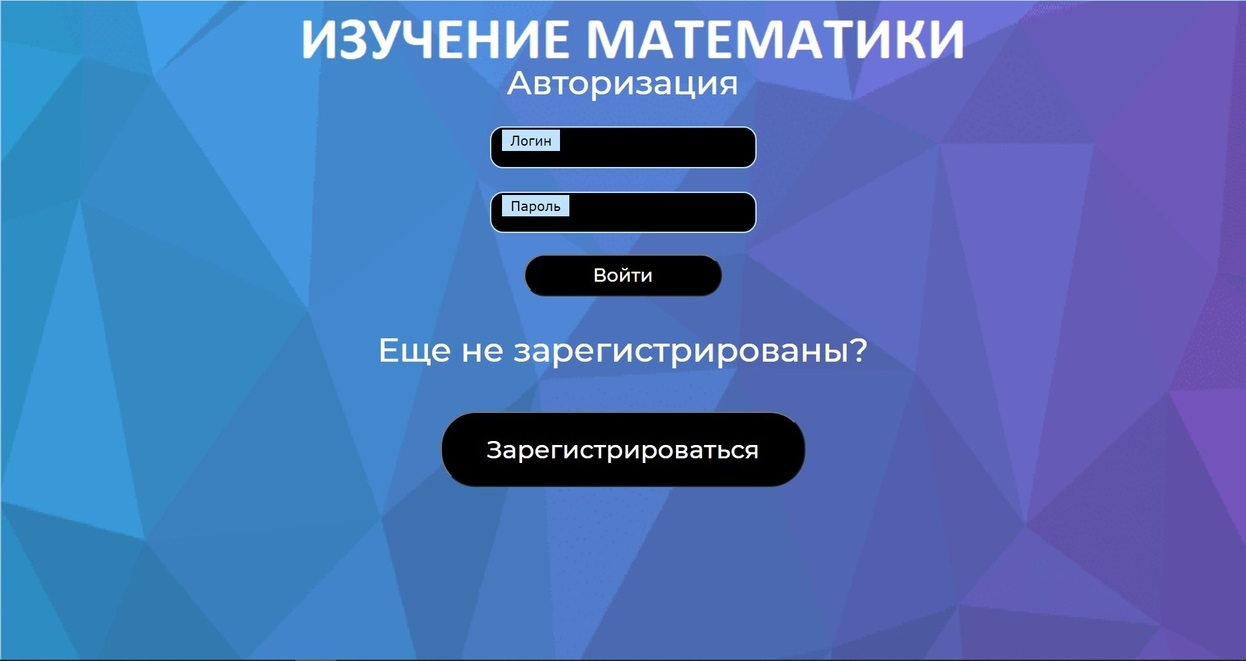 ИЗУЧЕНИЕ МАТЕМАТИКИ
Авторизация
Логин
Пароль
Войти
Еще не зарегистрированы?
Зарегистрироваться